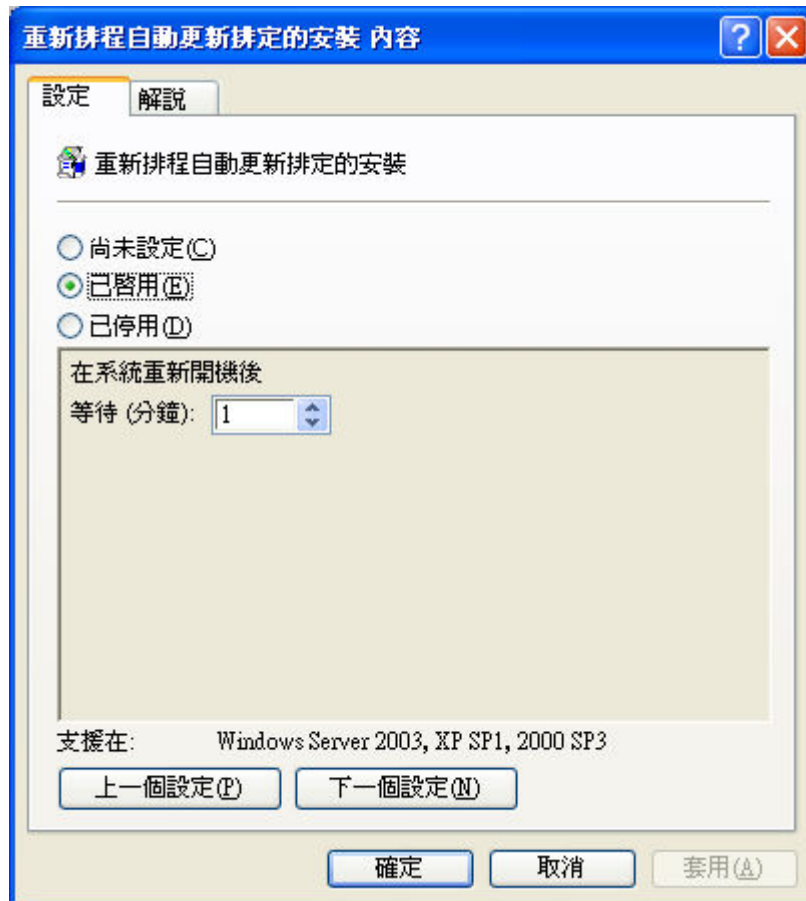 重新排程自動更新排定的安裝 內容
設定 解說
重新排程自動更新排定的安裝
尚未設定(C)
已啓用(E)
已停用(D)
在系統重新開機後
等待 (分鐘): 1
支援在: Windows Server 2003, XP SP1, 2000 SP3
上一個設定(P) 下一個設定(N)
確定 取消 套用(A)